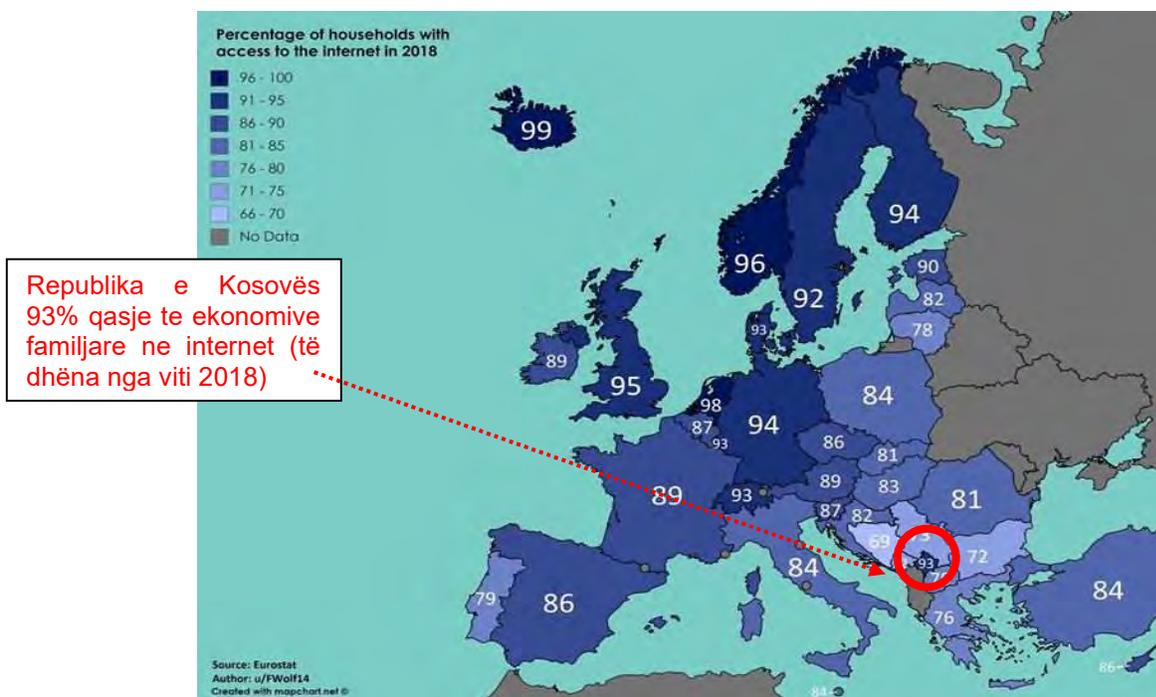 Percentage of households with
access to the internet in 2018
96 - 100
91 - 95
86 - 90
81 - 85
76 - 80
71 - 75
66 - 70
No Data
Republika e Kosovës
93% qasje te ekonomive
familjare ne internet (të
dhëna nga viti 2018)
99
96
92
94
90
82
78
93
89
95
98
87
93
94
84
86
81
89
83
81
93
87
82
89
69
72
93
84
76
79
86
84
86
84
Source: Eurostat
Author: u/FWolf14
Created with mapchart.net ©